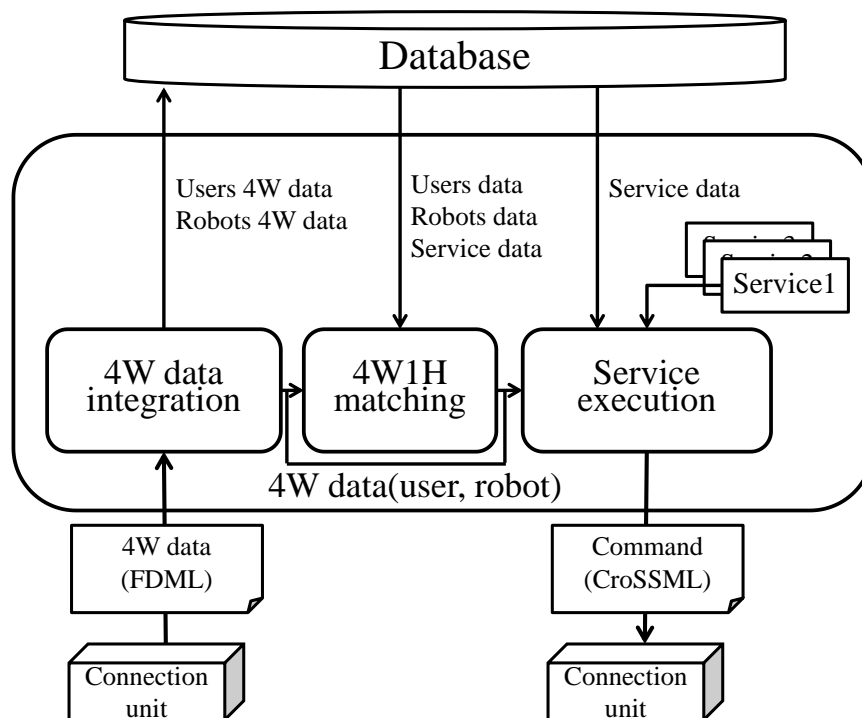 Database
Users 4W data
Robots 4W data
Users data
Robots data
Service data
Service data
Service1
4W data
integration
4W1H
matching
Service
execution
4W data(user, robot)
4W data
(FDML)
Command
(CroSSML)
Connection
unit
Connection
unit